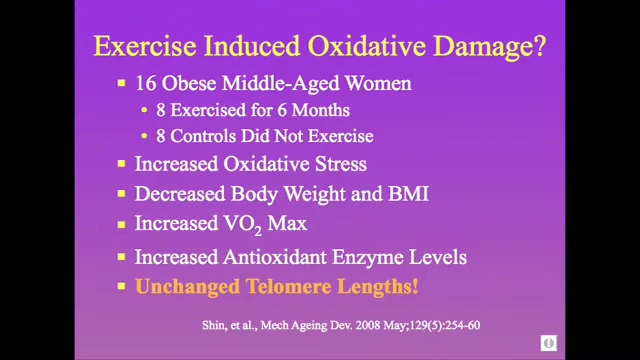 Exercise Induced Oxidative Damage?
16 Obese Middle-Aged Women
8 Exercised for 6 Months
8 Controls Did Not Exercise
Increased Oxidative Stress
Decreased Body Weight and BMI
Increased VO2 Max
Increased Antioxidant Enzyme Levels
Unchanged Telomere Lengths!
Shin, et al., Mech Ageing Dev. 2008 May;129(5):254-60